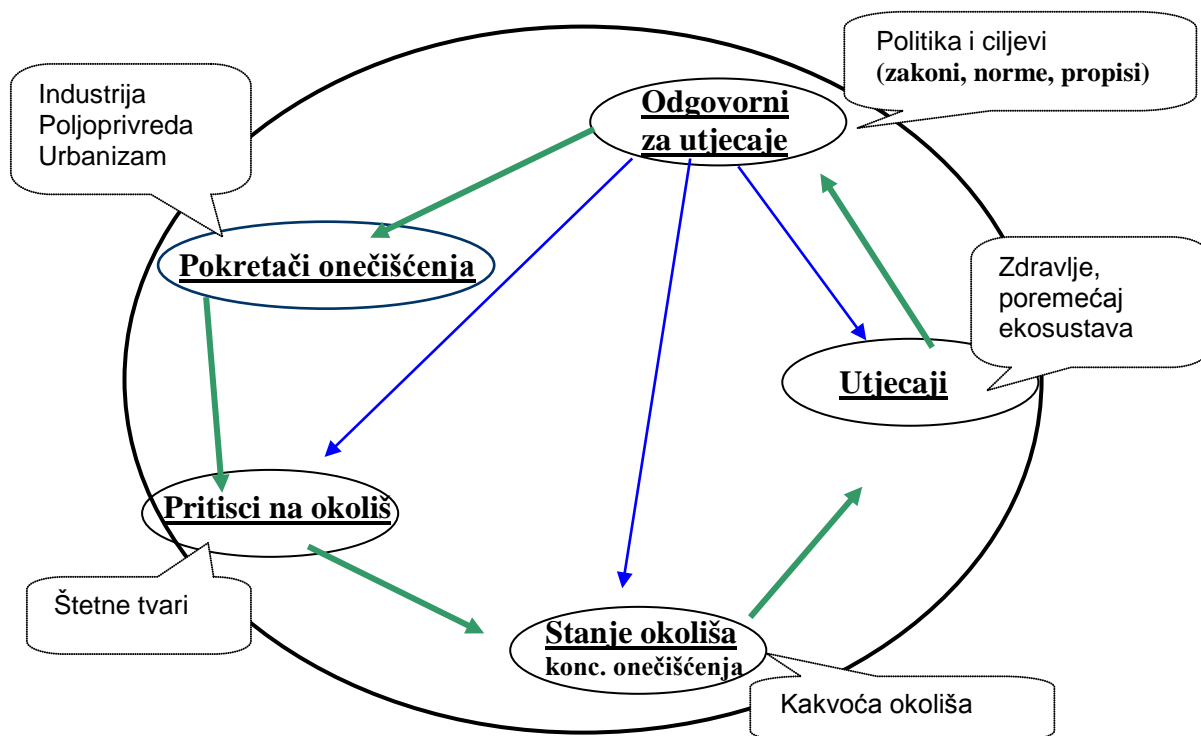 Politika i ciljevi
(zakoni, norme, propisi)
Industrija
Poljoprivreda
Urbanizam
Odgovorni
za utjecaje
Pokretači onečišćenja
Zdravlje,
poremećaj
ekosustava
Utjecaji
Pritisci na okoliš
Štetne tvari
Stanje okoliša
konc. onečišćenja
Kakvoća okoliša